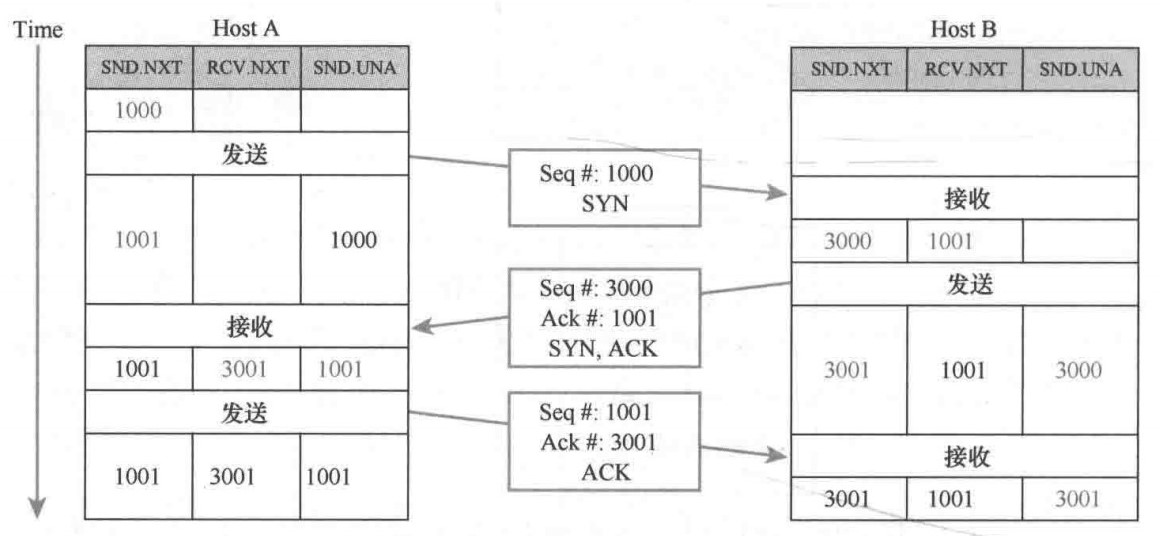 Time
Host A
SND.NXT RCV.NXT SND.UNA
1000
发送
1001 1000
接收
1001 3001 1001
发送
1001 3001 1001
Seq #: 1000
SYN
Seq #: 3000
Ack #: 1001
SYN, ACK
Seq #: 1001
Ack #: 3001
ACK
Host B
SND.NXT RCV.NXT SND.UNA
接收
3000 1001
发送
3001 1001 3000
接收
3001 1001 3001